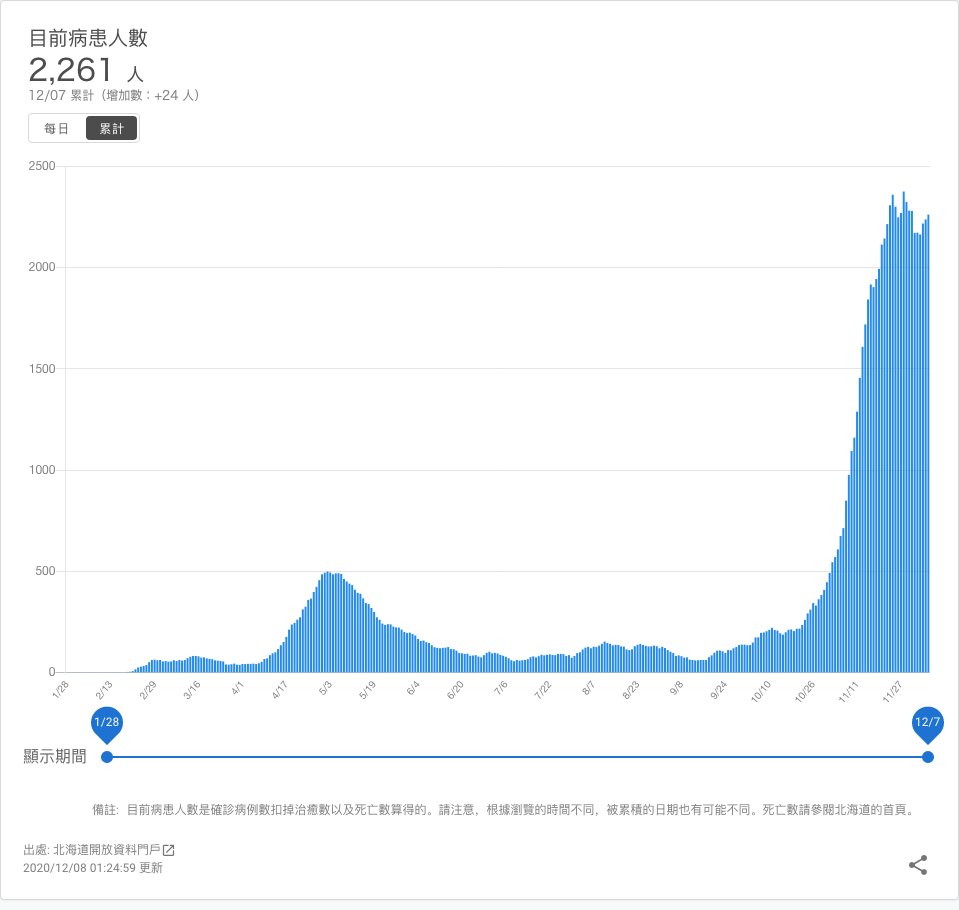 目前病患人數
2,261 人
12/07 累計（增加數：+24 人）
每日 累計
2500
2000
1500
1000
500
0
1/28 2/13 2/29 3/16 4/1 4/17 5/3 5/19 6/4 6/20 7/6 7/22 8/7 8/23 9/8 9/24 10/10 10/26 11/11 11/27
1/28 12/7
顯示期間
備註: 目前病患人數是確診病例數扣掉治癒數以及死亡數算得的。請注意，根據瀏覽的時間不同，被累積的日期也有可能不同。死亡數請參閱北海道的首頁。
出處: 北海道開放資料門戶
2020/12/08 01:24:59 更新